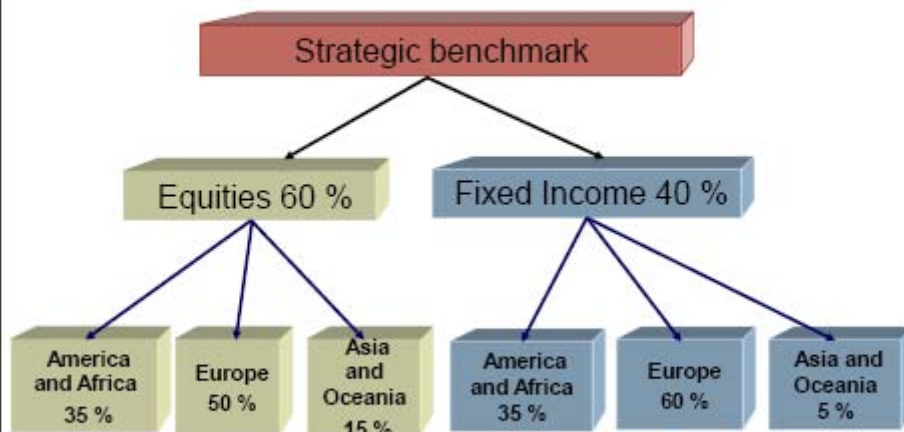 Strategic benchmark
Equities 60 %
Fixed Income 40 %
America
and Africa
35 %
Europe
50 %
Asia
and
Oceania
15 %
America
and Africa
35 %
Europe
60 %
Asia and
Oceania
5 %